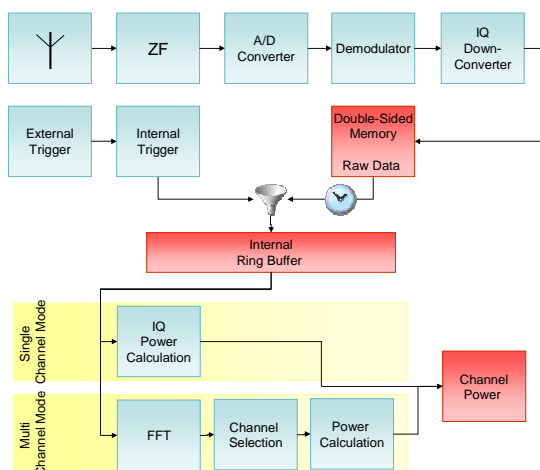 ZF
A/D
Converter
Demodulator
IQ
Down-
Converter
External
Trigger
Internal
Trigger
Double-Sided
Memory
Raw Data
Internal
Ring Buffer
Single
Channel Mode
IQ
Power
Calculation
Channel
Power
Multi
Channel Mode
FFT
Channel
Selection
Power
Calculation